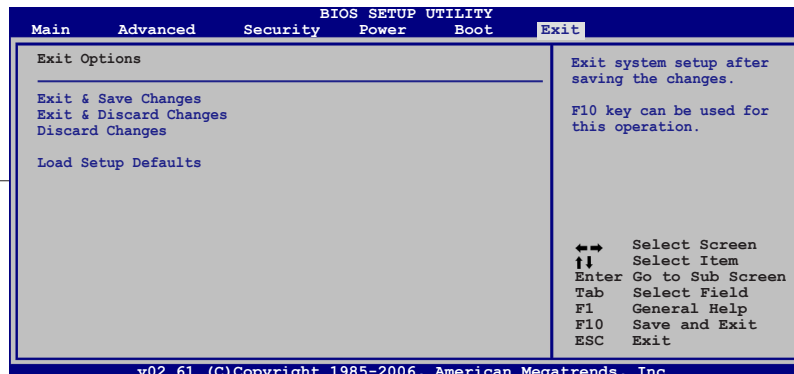 BIOS SETUP UTILITY
Main Advanced Security Power Boot Exit
Exit Options
Exit & Save Changes
Exit & Discard Changes
Discard Changes
Load Setup Defaults
Exit system setup after
saving the changes.
F10 key can be used for
this operation.
←→ Select Screen
↑↓ Select Item
Enter Go to Sub Screen
Tab Select Field
F1 General Help
F10 Save and Exit
ESC Exit
v02.61 (C)Copyright 1985-2006, American Megatrends, Inc.